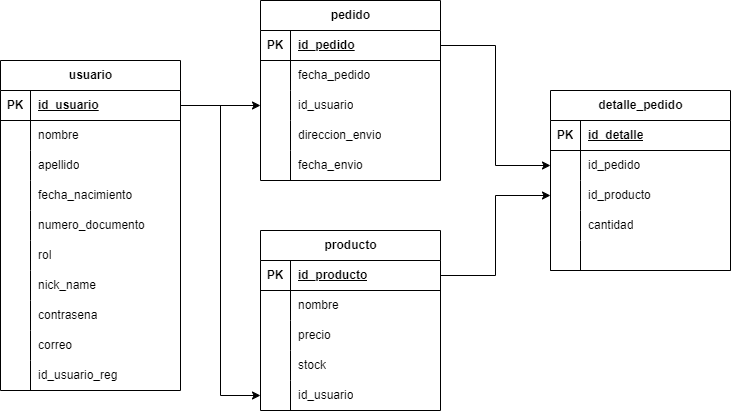 usuario
PK id_usuario
nombre
apellido
fecha_nacimiento
numero_documento
rol
nick_name
contrasena
correo
id_usuario_reg
pedido
PK id_pedido
fecha_pedido
id_usuario
direccion_envio
fecha_envio
producto
PK id_producto
nombre
precio
stock
id_usuario
detalle_pedido
PK id_detalle
id_pedido
id_producto
cantidad